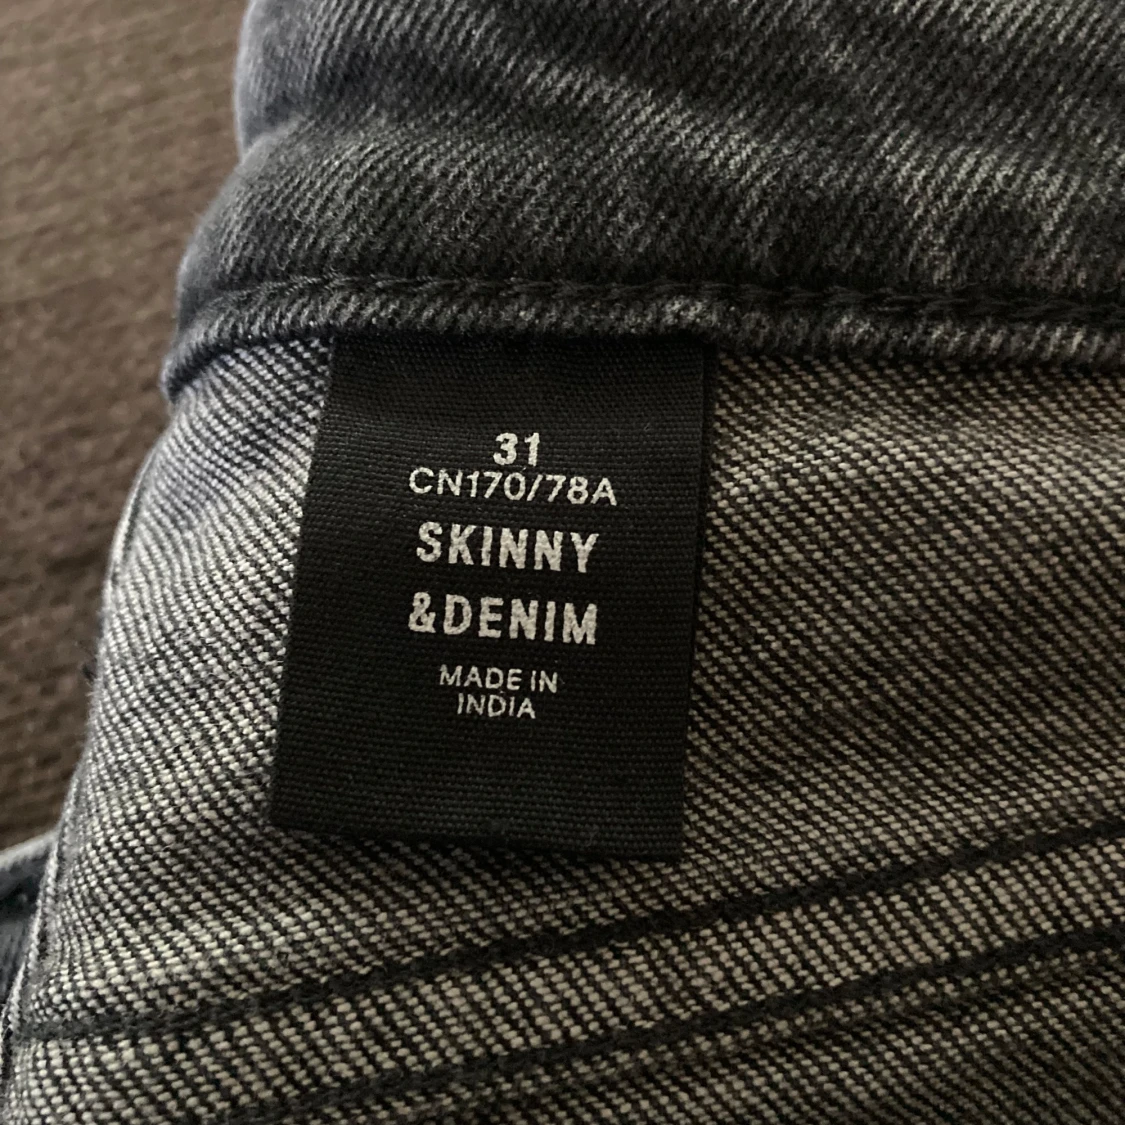 31
CN170/78A
SKINNY
&DENIM
MADE IN
INDIA